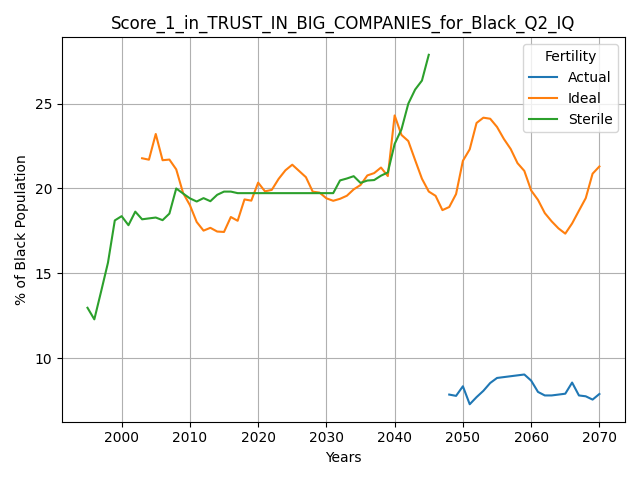 Score_1_in_TRUST_IN_BIG_COMPANIES_for_Black_Q2_IQ
Fertility
Actual
Ideal
Sterile
% of Black Population
25
20
15
10
2000 2010 2020 2030 2040 2050 2060 2070
Years